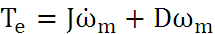 Tₑ = Jω̇ₘ + Dωₘ